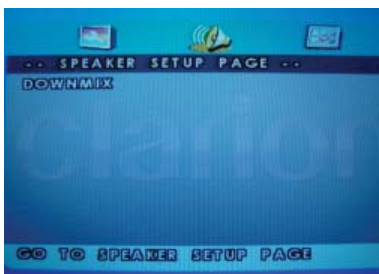 -- SPEAKER SETUP PAGE --
DOWNMIX
clarion
GO TO SPEAKER SETUP PAGE